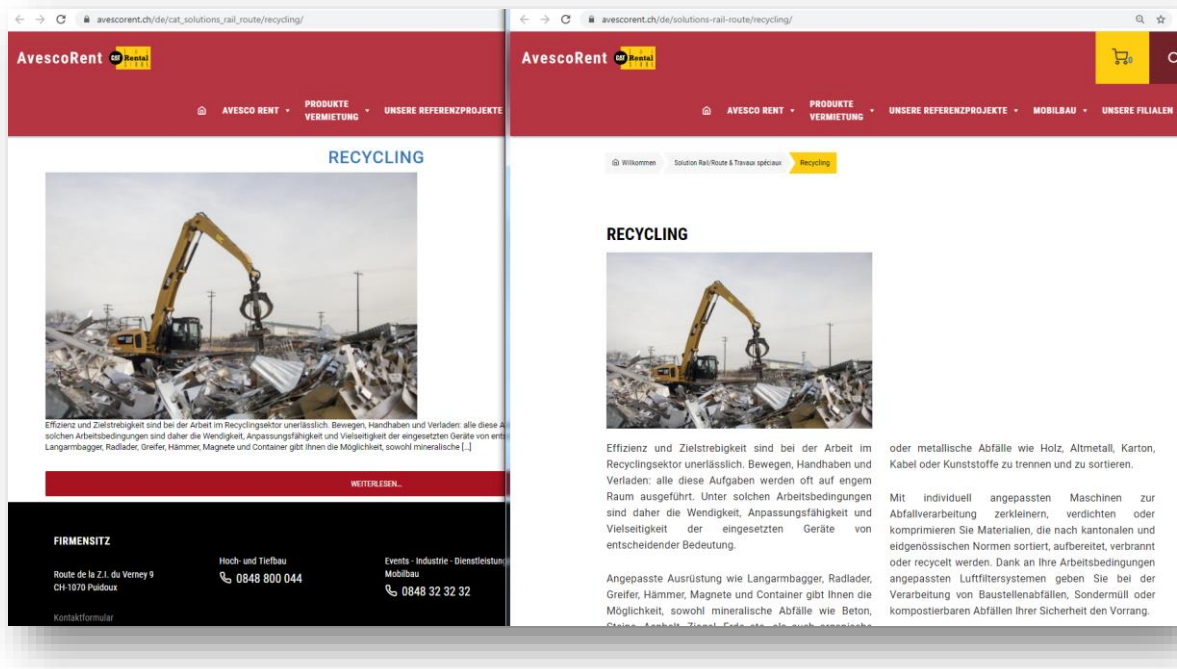 avescorent.ch/de/cat_solutions_rail_route/recycling/
AvescoRent CAT Rental
AVESCO RENT
PRODUKTE
VERMIETUNG
UNSERE REFERENZPROJEKTE
RECYCLING
Effizienz und Zielstrebigkeit sind bei der Arbeit im Recyclingsektor unerlässlich. Bewegen, Handhaben und Verladen: alle diese A
solchen Arbeitsbedingungen sind daher die Wendigkeit, Anpassungsfähigkeit und Vielseitigkeit der eingesetzten Geräte von ents
Langarmbagger, Radlader, Greifer, Hämmer, Magnete und Container gibt Ihnen die Möglichkeit, sowohl mineralische [...]
WEITERLESEN...
FIRMENSITZ
Route de la Z.I. du Verney 9
CH-1070 Puidoux
Kontaktformular
Hoch- und Tiefbau
0848 800 044
Events - Industrie - Dienstleistung
Mobilbau
0848 32 32 32
avescorent.ch/de/solutions-rail-route/recycling/
AvescoRent CAT Rental
0
AVESCO RENT
PRODUKTE
VERMIETUNG
UNSERE REFERENZPROJEKTE
MOBILBAU
UNSERE FILIALEN
Willkommen
Solution Rail/Route & Travaux spéciaux
Recycling
RECYCLING
Effizienz und Zielstrebigkeit sind bei der Arbeit im
Recyclingsektor unerlässlich. Bewegen, Handhaben und
Verladen: alle diese Aufgaben werden oft auf engem
Raum ausgeführt. Unter solchen Arbeitsbedingungen
sind daher die Wendigkeit, Anpassungsfähigkeit und
Vielseitigkeit der eingesetzten Geräte von
entscheidender Bedeutung.
Angepasste Ausrüstung wie Langarmbagger, Radlader,
Greifer, Hämmer, Magnete und Container gibt Ihnen die
Möglichkeit, sowohl mineralische Abfälle wie Beton,
Steine, Asphalt, Ziegel, Erde etc. als auch organische
oder metallische Abfälle wie Holz, Altmetall, Karton,
Kabel oder Kunststoffe zu trennen und zu sortieren.
Mit individuell angepassten Maschinen zur
Abfallverarbeitung zerkleinern, verdichten oder
komprimieren Sie Materialien, die nach kantonalen und
eidgenössischen Normen sortiert, aufbereitet, verbrannt
oder recycelt werden. Dank an Ihre Arbeitsbedingungen
angepassten Luftfiltersystemen geben Sie bei der
Verarbeitung von Baustellenabfällen, Sondermüll oder
kompostierbaren Abfällen Ihrer Sicherheit den Vorrang.